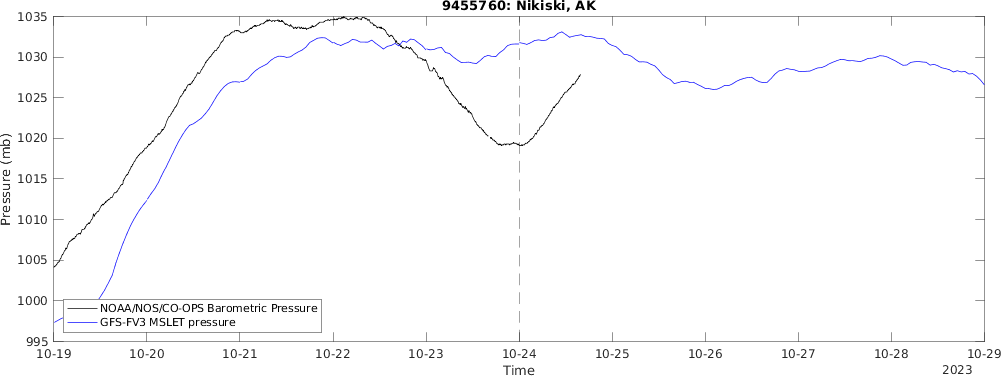 9455760: Nikiski, AK
1035
1030
1025
1020
1015
1010
1005
1000
995
Pressure (mb)
NOAA/NOS/CO-OPS Barometric Pressure
GFS-FV3 MSLET pressure
10-19 10-20 10-21 10-22 10-23 10-24 10-25 10-26 10-27 10-28 10-29
Time
2023